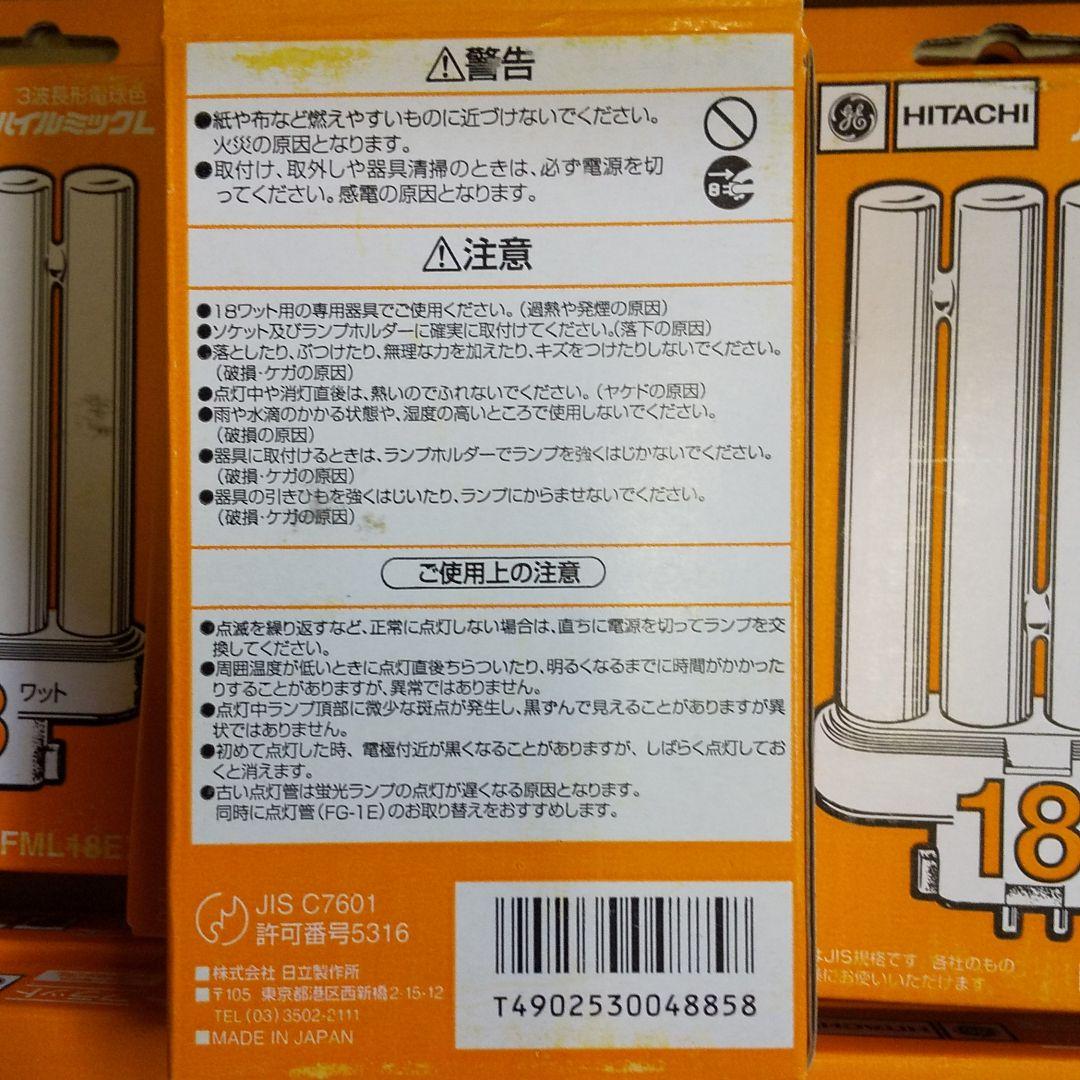 3波長形電球色
ハイルミックL
ワット
FML18E
⚠警告
●紙や布など燃えやすいものに近づけないでください。
火災の原因となります。
●取付け、取外しや器具清掃のときは、必ず電源を切
ってください。感電の原因となります。
⚠注意
●18ワット用の専用器具でご使用ください。(過熱や発煙の原因)
●ソケット及びランプホルダーに確実に取付けてください。(落下の原因)
●落としたり、ぶつけたり、無理な力を加えたり、キズをつけたりしないでください。
(破損・ケガの原因)
●点灯中や消灯直後は、熱いのでふれないでください。(ヤケドの原因)
●雨や水滴のかかる状態や、湿度の高いところで使用しないでください。
(破損の原因)
●器具に取付けるときは、ランプホルダーでランプを強くはじかないでください。
(破損・ケガの原因)
●器具の引きひもを強くはじいたり、ランプにからませないでください。
(破損・ケガの原因)
ご使用上の注意
●点滅を繰り返すなど、正常に点灯しない場合は、直ちに電源を切ってランプを交
換してください。
●周囲温度が低いときに点灯直後ちらついたり、明るくなるまでに時間がかかった
りすることがありますが、異常ではありません。
●点灯中ランプ頂部に微少な斑点が発生し、黒ずんで見えることがありますが異
状ではありません。
●初めて点灯した時、電極付近が黒くなることがありますが、しばらく点灯してお
くと消えます。
●古い点灯管は蛍光ランプの点灯が遅くなる原因となります。
同時に点灯管(FG-1E)のお取り替えをおすすめします。
JIS C7601
許可番号5316
■株式会社 日立製作所
■〒105 東京都港区西新橋2-15-12
TEL(03)3502-2111
■MADE IN JAPAN
T4902530048858
GE
HITACHI
18
はJIS規格です 各社のもの
にお使いいただけます
HITACHI